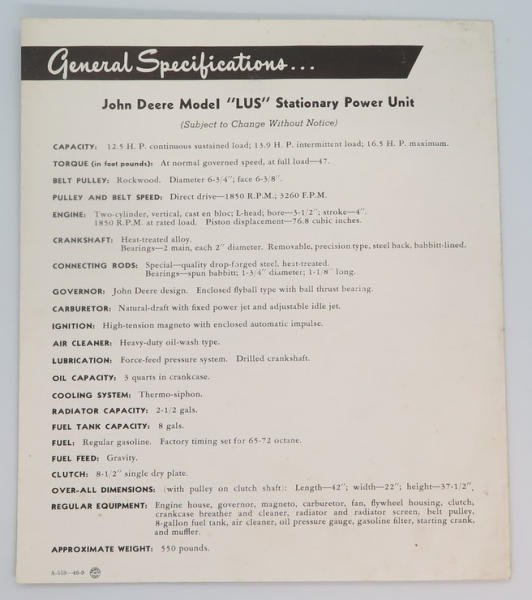 General Specifications...
John Deere Model "LUS" Stationary Power Unit
(Subject to Change Without Notice)
CAPACITY: 12.5 H. P. continuous sustained load; 13.9 H. P. intermittent load; 16.5 H. P. maximum.
TORQUE (in foot pounds): At normal governed speed, at full load—47.
BELT PULLEY: Rockwood. Diameter 6-3/4"; face 6-3/8".
PULLEY AND BELT SPEED: Direct drive—1850 R.P.M.; 3260 F.P.M.
ENGINE: Two-cylinder, vertical, cast en bloc; L-head; bore—3-1/2"; stroke—4".
1850 R.P.M. at rated load. Piston displacement—76.8 cubic inches.
CRANKSHAFT: Heat-treated alloy.
Bearings—2 main, each 2" diameter. Removable, precision type, steel back, babbitt-lined.
CONNECTING RODS: Special—quality drop-forged steel, heat-treated.
Bearings—spun babbitt; 1-3/4" diameter; 1-1/8" long.
GOVERNOR: John Deere design. Enclosed flyball type with ball thrust bearing.
CARBURETOR: Natural-draft with fixed power jet and adjustable idle jet.
IGNITION: High-tension magneto with enclosed automatic impulse.
AIR CLEANER: Heavy-duty oil-wash type.
LUBRICATION: Force-feed pressure system. Drilled crankshaft.
OIL CAPACITY: 3 quarts in crankcase.
COOLING SYSTEM: Thermo-siphon.
RADIATOR CAPACITY: 2-1/2 gals.
FUEL TANK CAPACITY: 8 gals.
FUEL: Regular gasoline. Factory timing set for 65-72 octane.
FUEL FEED: Gravity.
CLUTCH: 8-1/2" single dry plate.
OVER-ALL DIMENSIONS: (with pulley on clutch shaft): Length—42"; width—22"; height—37-1/2".
REGULAR EQUIPMENT: Engine house, governor, magneto, carburetor, fan, flywheel housing, clutch,
crankcase breather and cleaner, radiator and radiator screen, belt pulley,
8-gallon fuel tank, air cleaner, oil pressure gauge, gasoline filter, starting crank,
and muffler.
APPROXIMATE WEIGHT: 550 pounds.